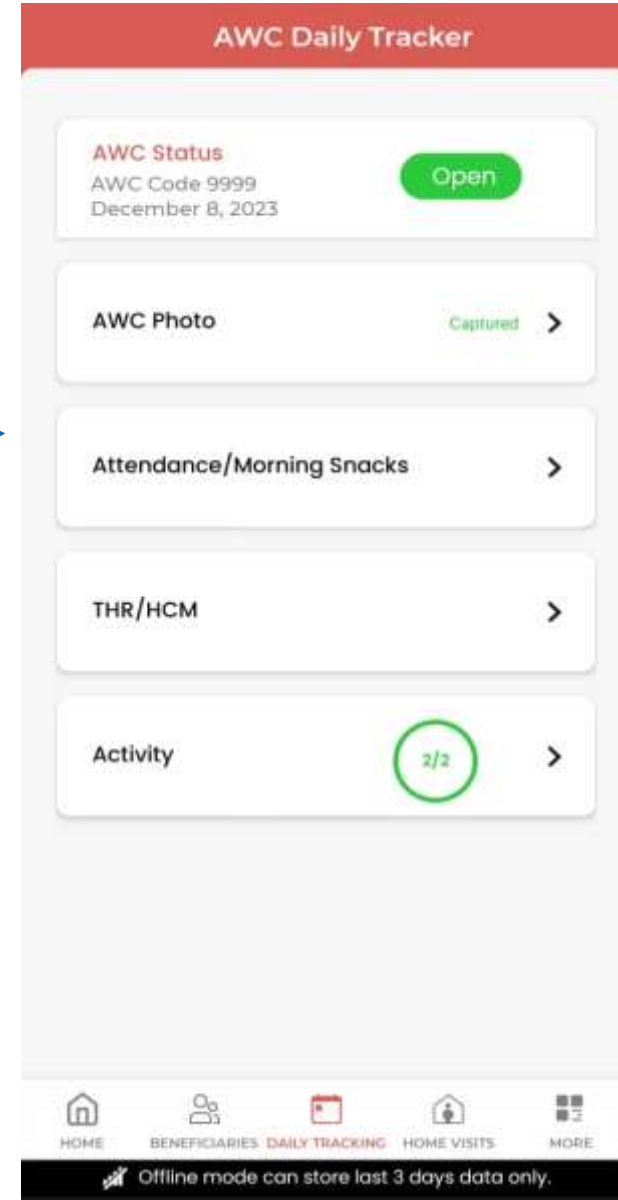 AWC Daily Tracker
AWC Status
AWC Code 9999
December 8, 2023
Open
AWC Photo
Captured
Attendance/Morning Snacks
THR/HCM
Activity
2/2
HOME
BENEFICIARIES
DAILY TRACKING
HOME VISITS
MORE
Offline mode can store last 3 days data only.